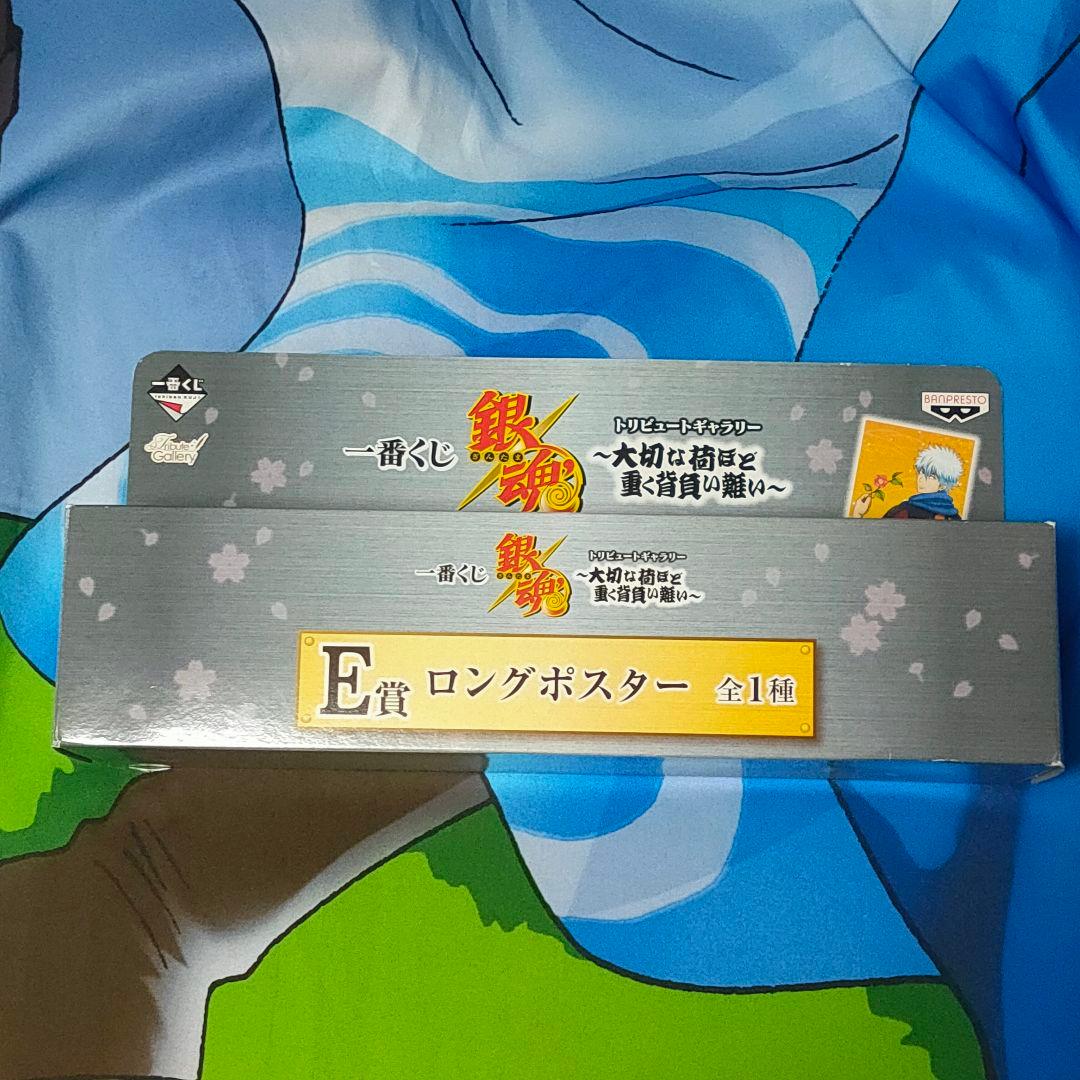 一番くじ
ICHIBAN KUJI
Tribute
Gallery
一番くじ
銀魂
ぎんたま
トリビュートギャラリー
～大切な荷ほど
重く背負い難い～
BANPRESTO
一番くじ
銀魂
ぎんたま
トリビュートギャラリー
～大切な荷ほど
重く背負い難い～
E賞 ロングポスター 全1種